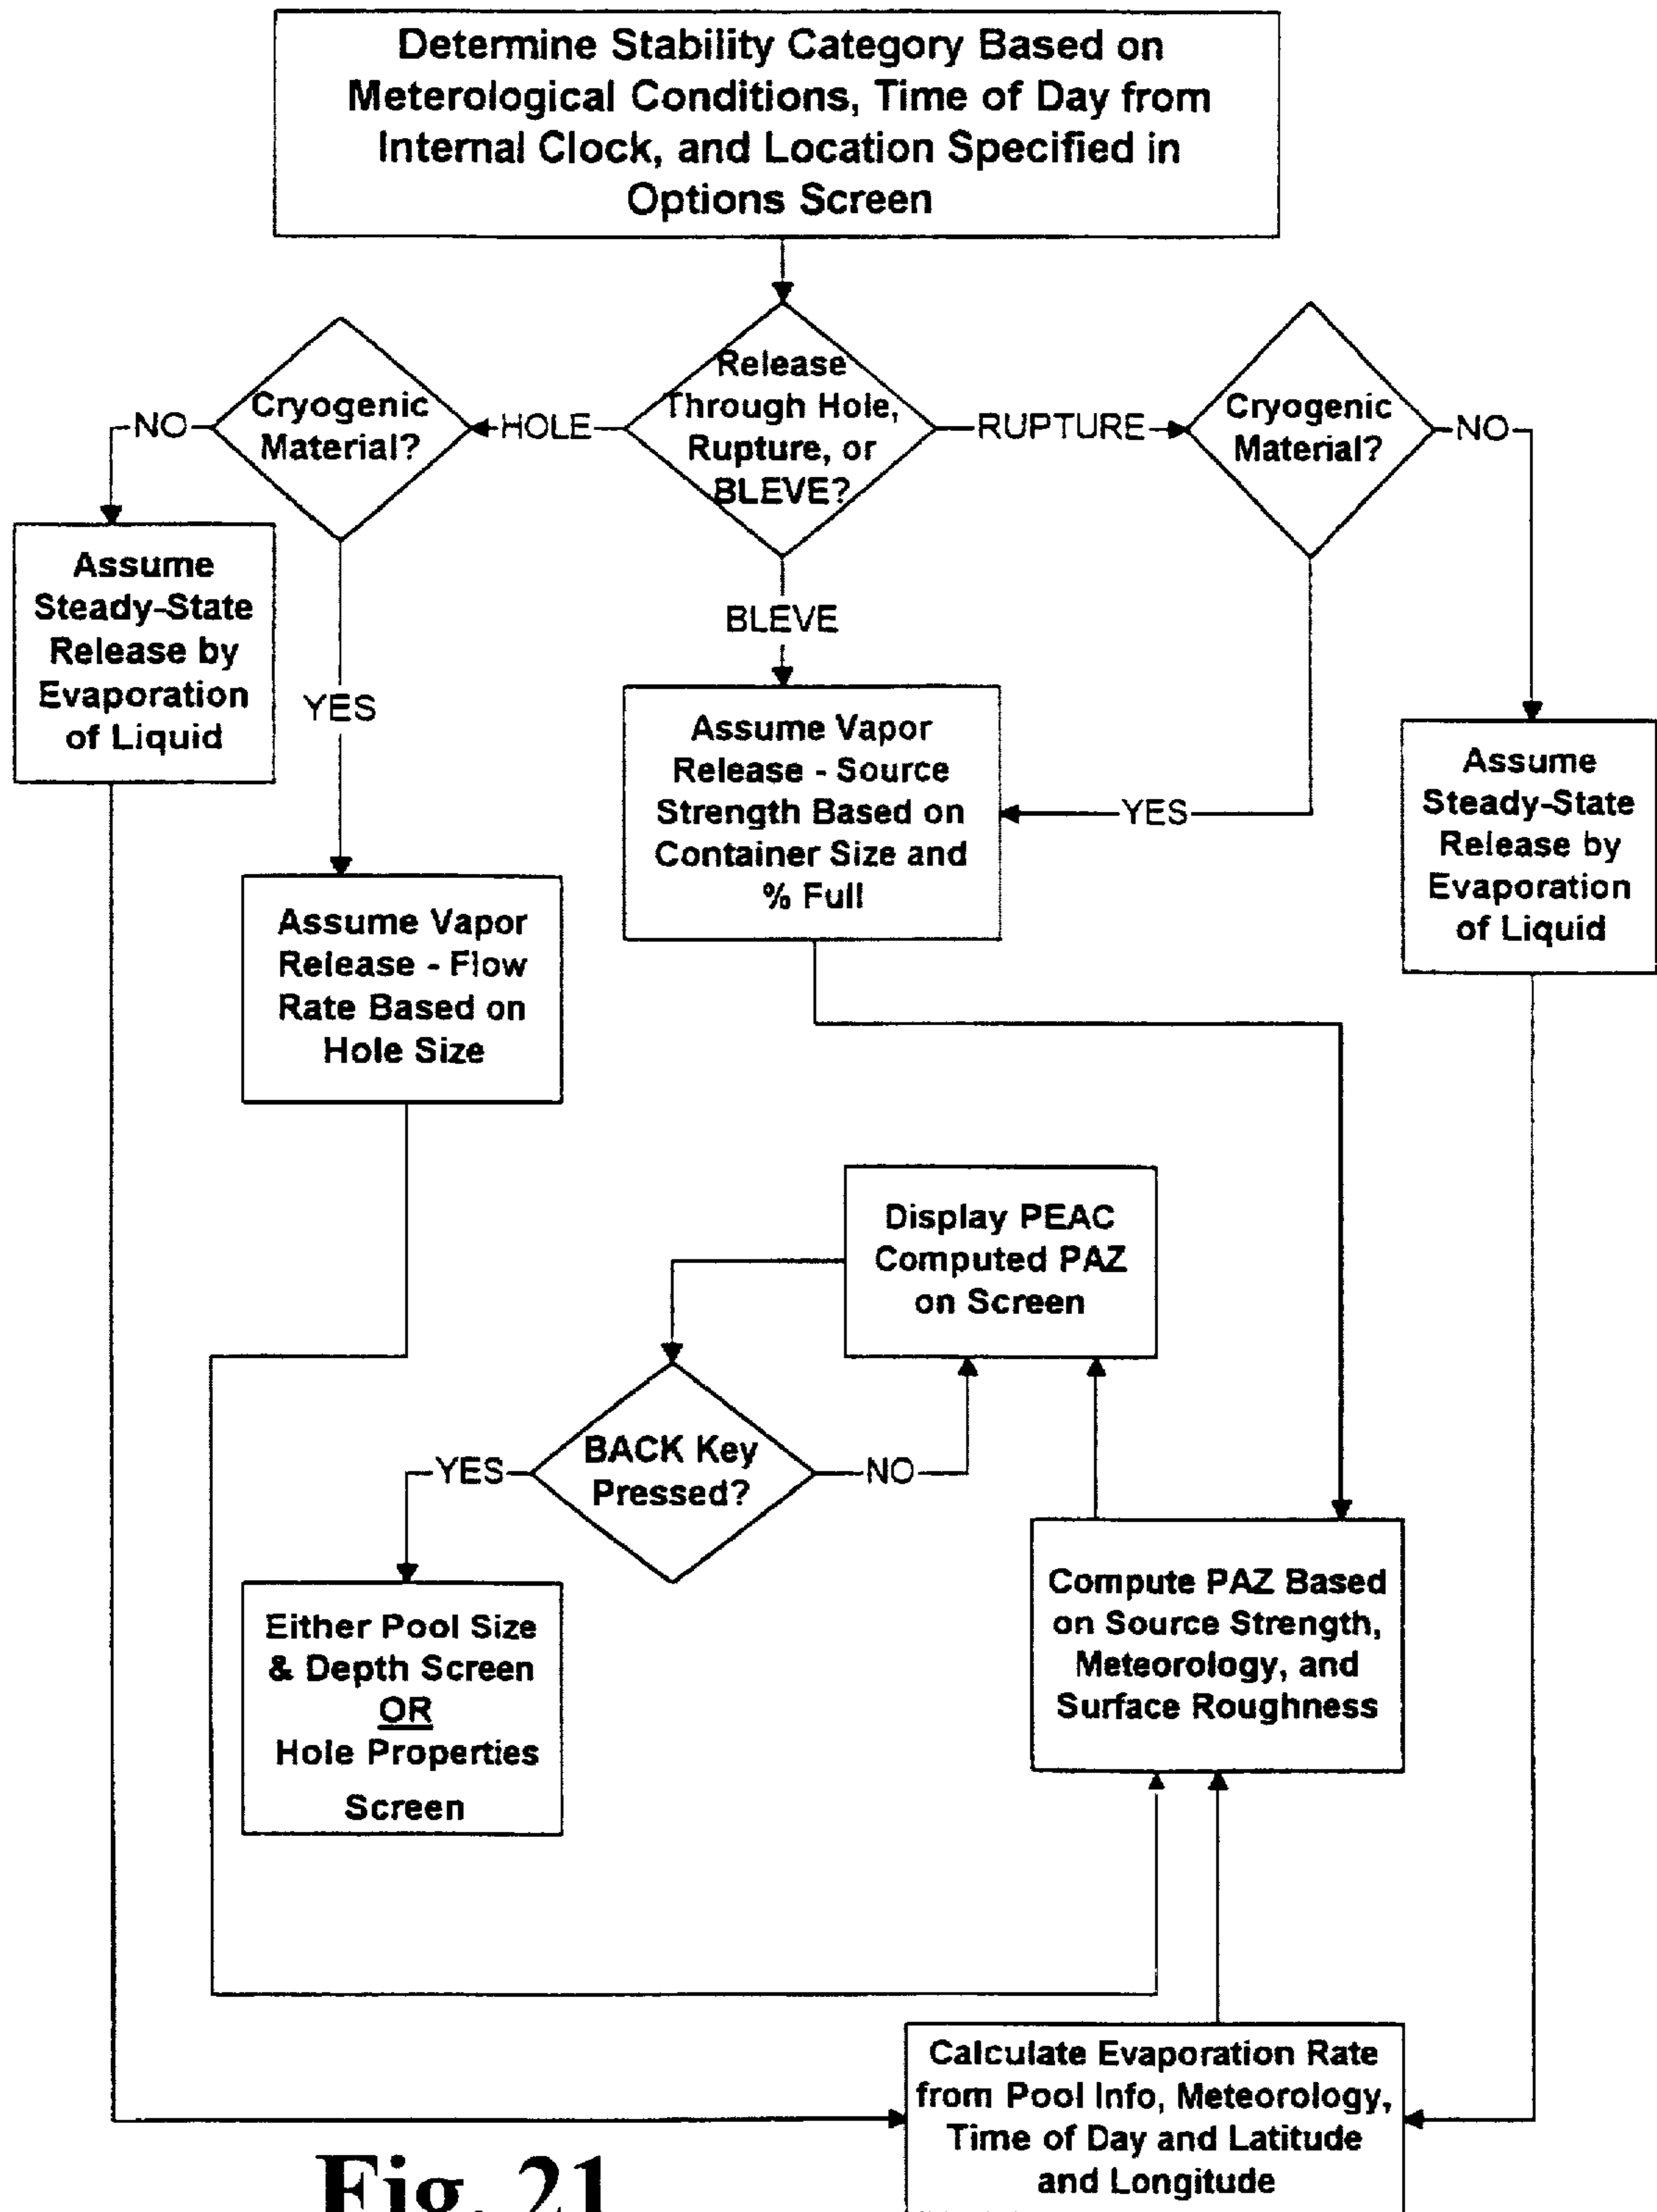 Determine Stability Category Based on
Meterological Conditions, Time of Day from
Internal Clock, and Location Specified in
Options Screen
Release
Through Hole,
Rupture, or
BLEVE?
HOLE
Cryogenic
Material?
NO
RUPTURE
Cryogenic
Material?
NO
Assume
Steady-State
Release by
Evaporation
of Liquid
YES
BLEVE
Assume Vapor
Release - Source
Strength Based on
Container Size and
% Full
YES
Assume
Steady-State
Release by
Evaporation
of Liquid
Assume Vapor
Release - Flow
Rate Based on
Hole Size
Display PEAC
Computed PAZ
on Screen
BACK Key
Pressed?
YES
NO
Either Pool Size
& Depth Screen
OR
Hole Properties
Screen
Compute PAZ Based
on Source Strength,
Meteorology, and
Surface Roughness
Calculate Evaporation Rate
from Pool Info, Meteorology,
Time of Day and Latitude
and Longitude
Fig. 21